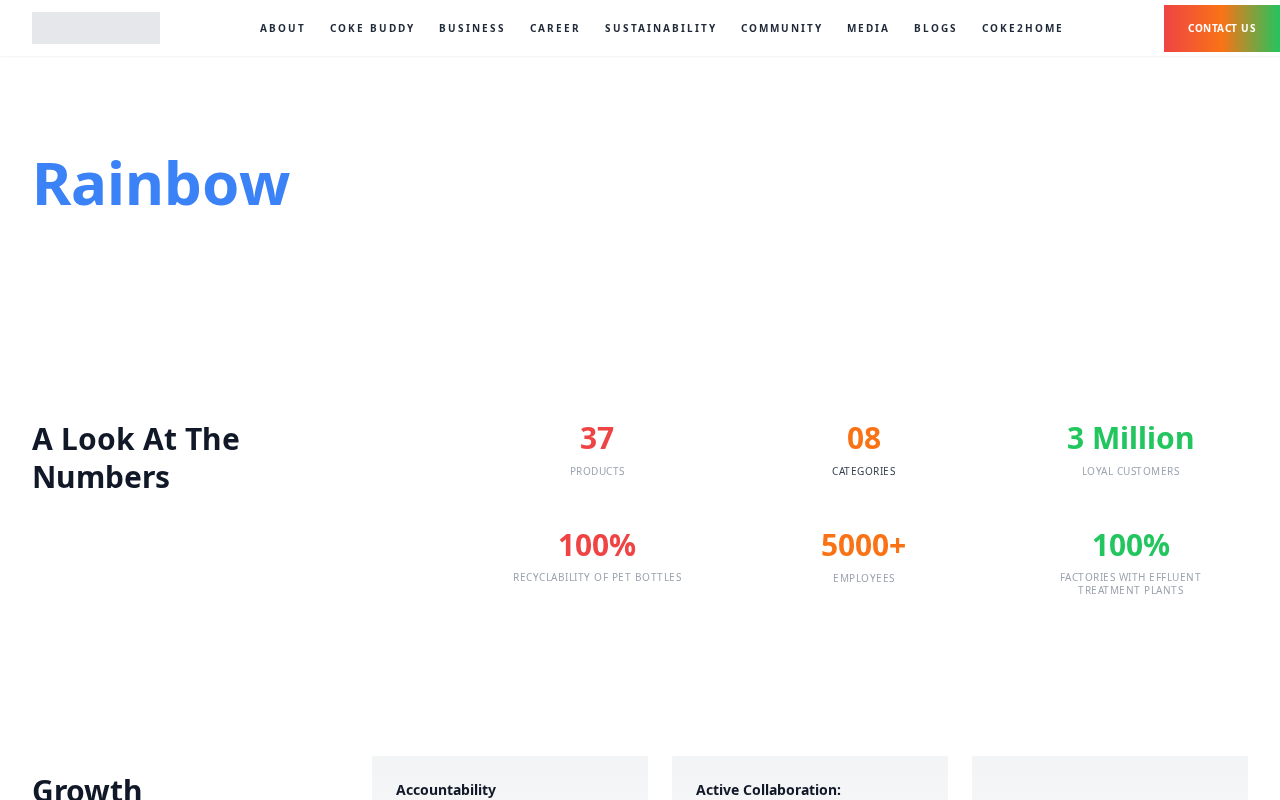 ABOUT COKE BUDDY BUSINESS CAREER SUSTAINABILITY COMMUNITY MEDIA BLOGS COKE2HOME CONTACT US
Rainbow
A Look At The
Numbers
37
PRODUCTS
08
CATEGORIES
3 Million
LOYAL CUSTOMERS
100%
RECYCLABILITY OF PET BOTTLES
5000+
EMPLOYEES
100%
FACTORIES WITH EFFLUENT
TREATMENT PLANTS
Growth
Accountability
Active Collaboration: